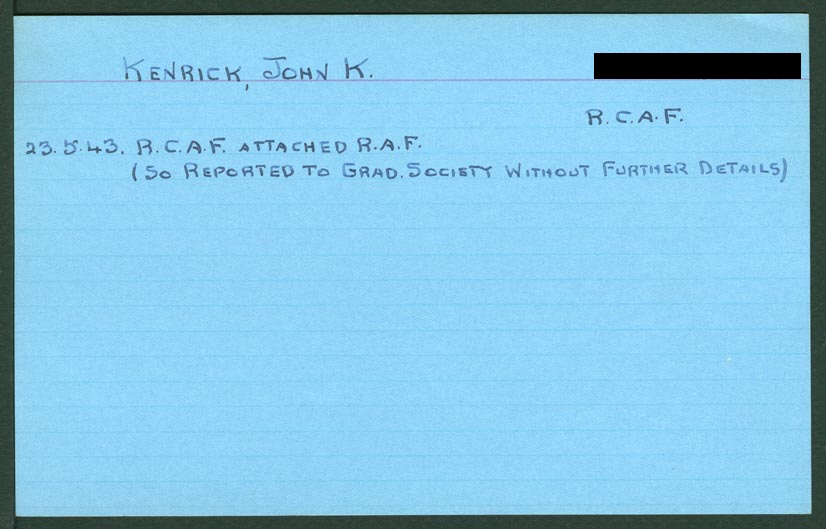 KENRICK, JOHN K.
R.C.A.F.
23.5.43. R.C.A.F. ATTACHED R.A.F.
(SO REPORTED TO GRAD. SOCIETY WITHOUT FURTHER DETAILS)